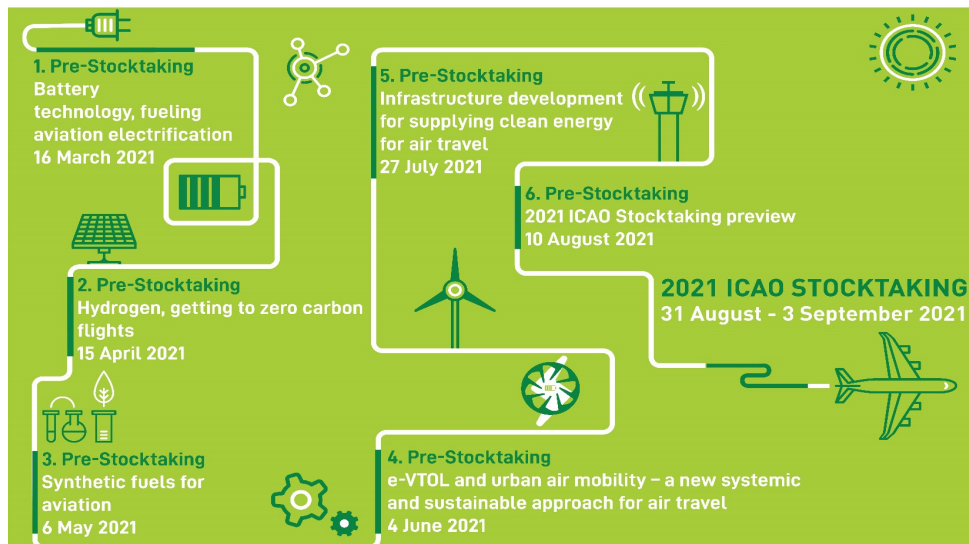 1. Pre-Stocktaking
Battery
technology, fueling
aviation electrification
16 March 2021
2. Pre-Stocktaking
Hydrogen, getting to zero carbon
flights
15 April 2021
3. Pre-Stocktaking
Synthetic fuels for
aviation
6 May 2021
4. Pre-Stocktaking
e-VTOL and urban air mobility – a new systemic
and sustainable approach for air travel
4 June 2021
5. Pre-Stocktaking
Infrastructure development
for supplying clean energy
for air travel
27 July 2021
6. Pre-Stocktaking
2021 ICAO Stocktaking preview
10 August 2021
2021 ICAO STOCKTAKING
31 August - 3 September 2021